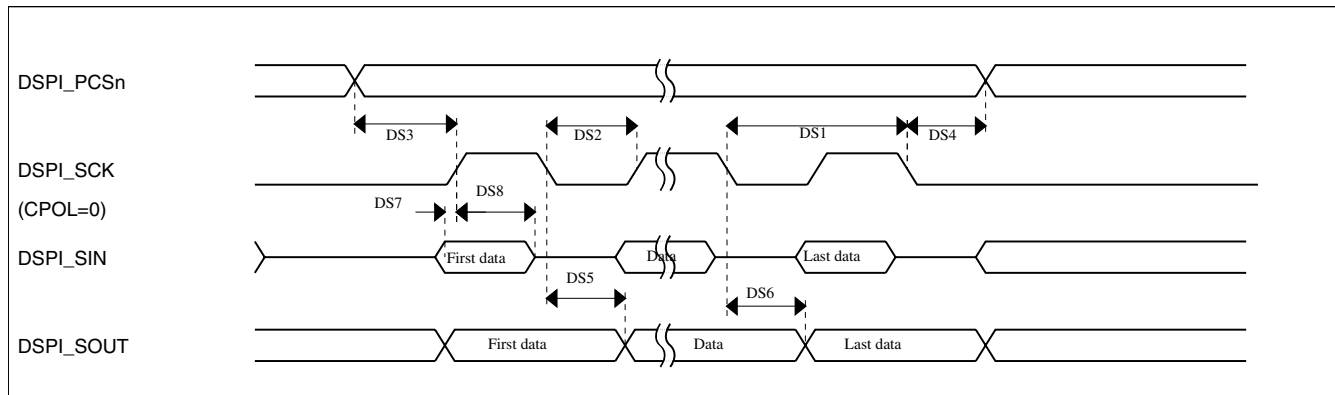 DSPI_PCSn
DS3
DS2
DS1
DS4
DSPI_SCK
(CPOL=0)
DS7
DS8
DSPI_SIN
First data
Data
Last data
DS5
DS6
DSPI_SOUT
First data
Data
Last data